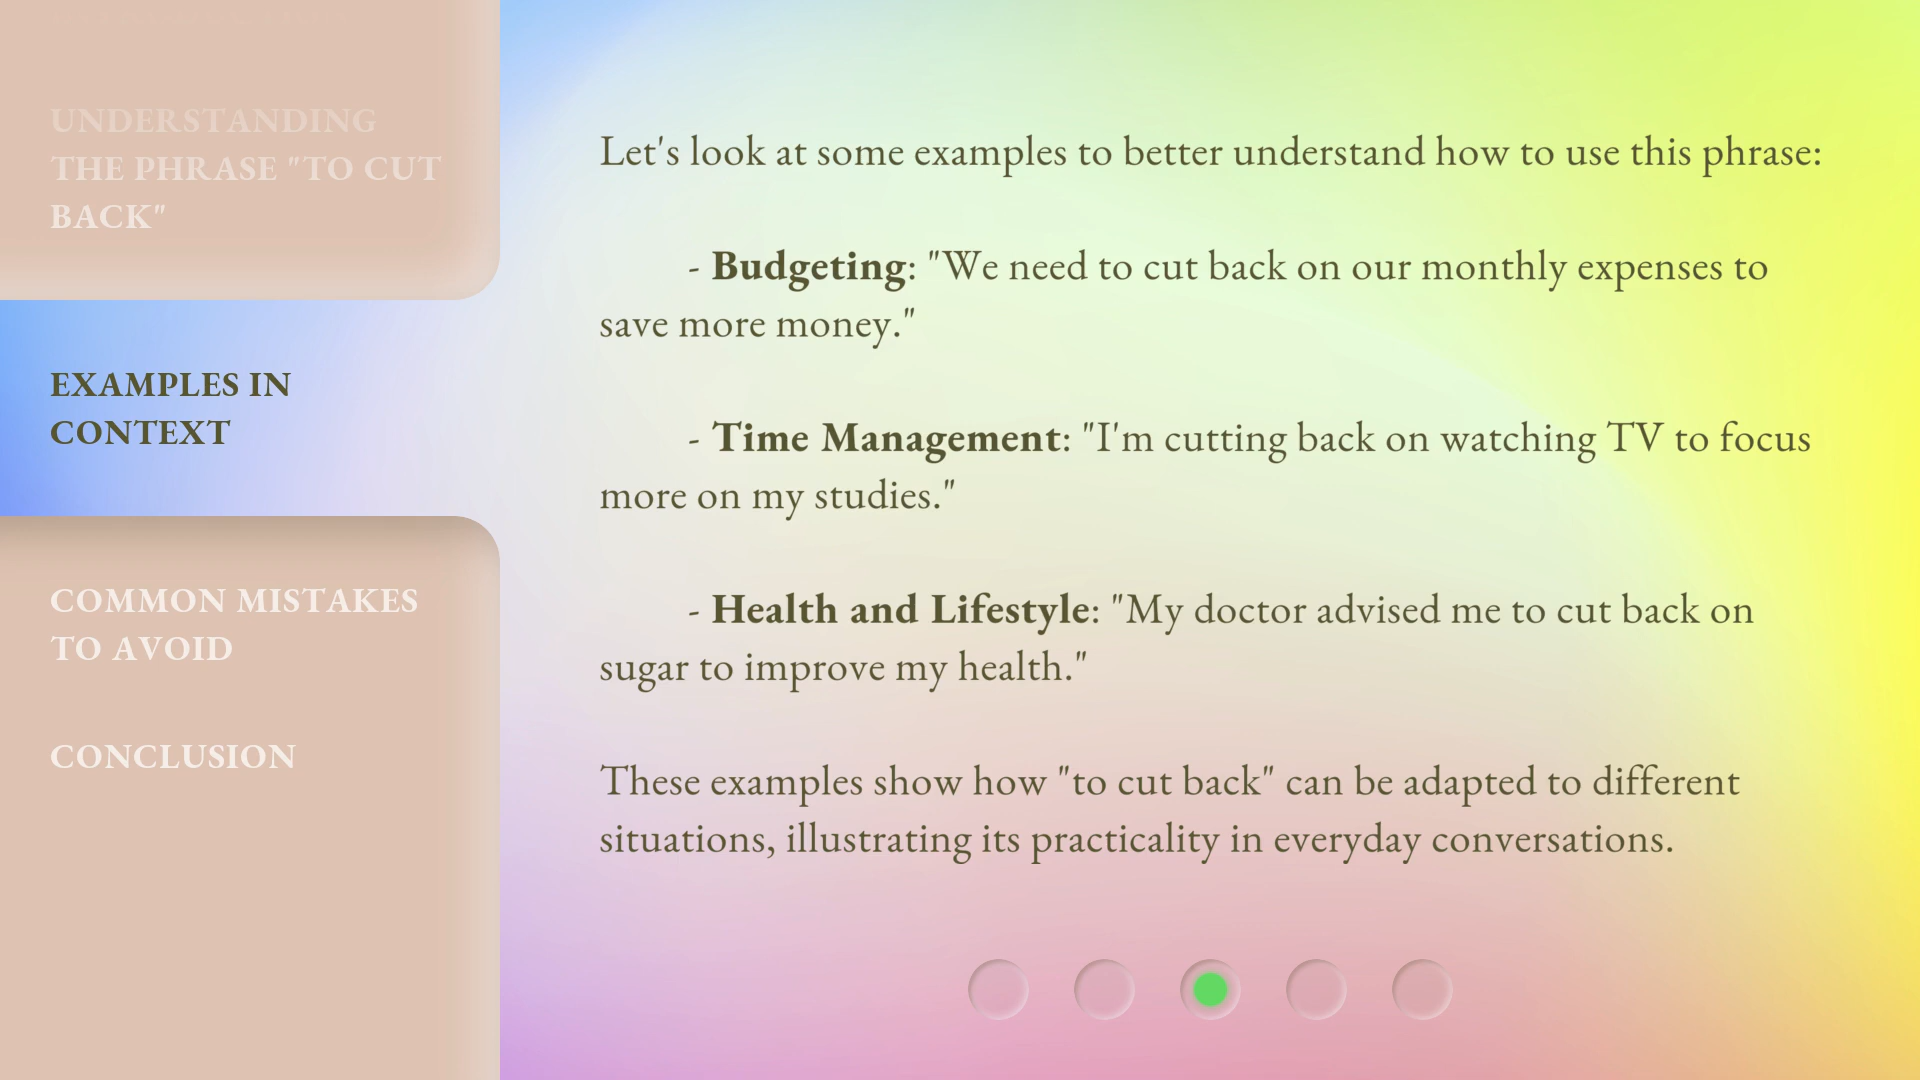 UNDERSTANDING
THE PHRASE "TO CUT
BACK"
EXAMPLES IN
CONTEXT
COMMON MISTAKES
TO AVOID
CONCLUSION
Let's look at some examples to better understand how to use this phrase:
- Budgeting: "We need to cut back on our monthly expenses to
save more money."
- Time Management: "I'm cutting back on watching TV to focus
more on my studies."
- Health and Lifestyle: "My doctor advised me to cut back on
sugar to improve my health."
These examples show how "to cut back" can be adapted to different
situations, illustrating its practicality in everyday conversations.